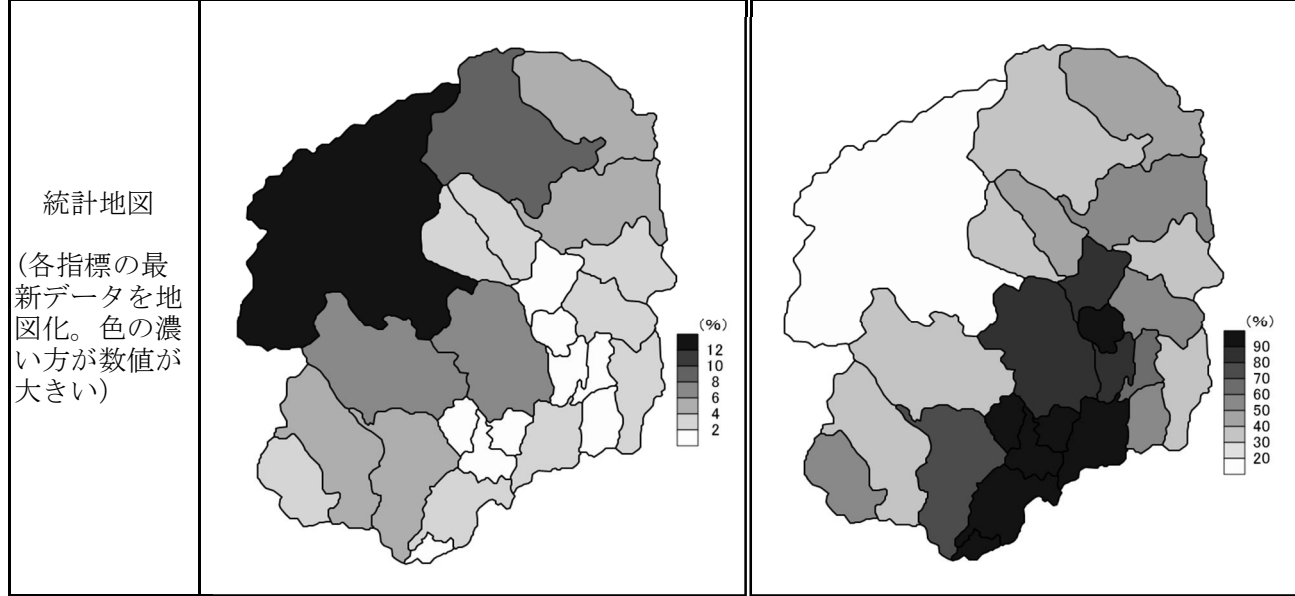 統計地図
(各指標の最
新データを地
図化。色の濃
い方が数値が
大きい)
(%)
12
10
8
6
4
2
(%)
90
80
70
60
50
40
30
20